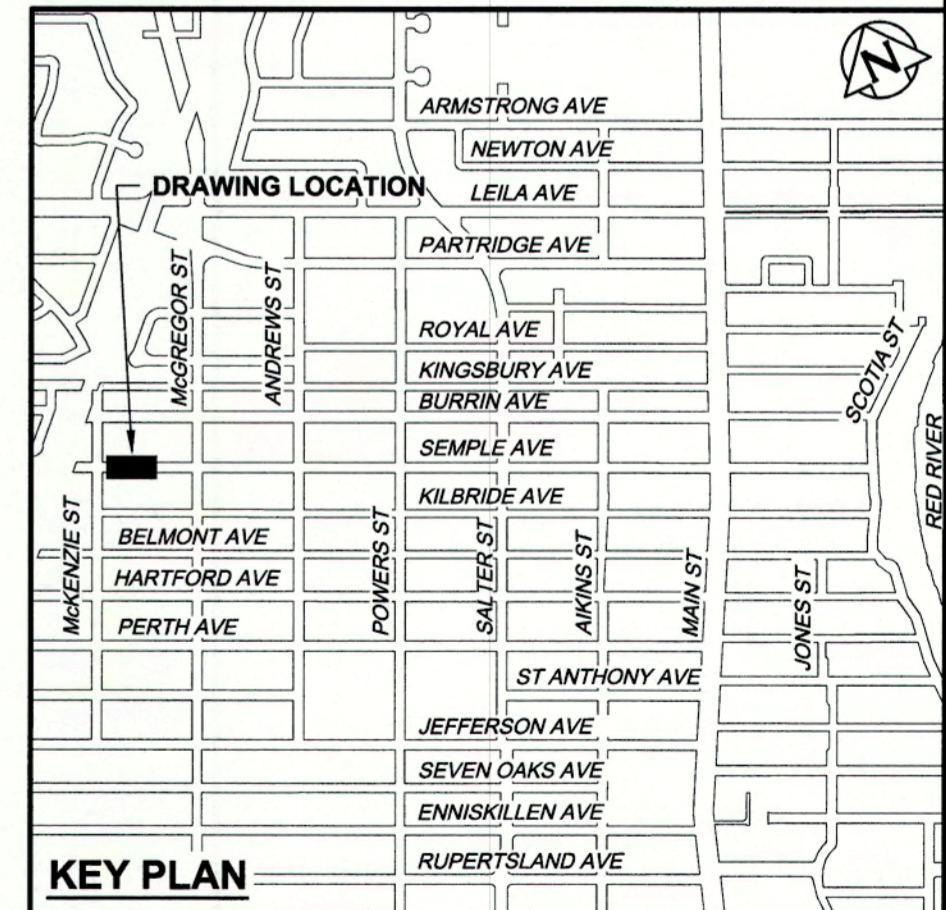 N
ARMSTRONG AVE
NEWTON AVE
DRAWING LOCATION
LEILA AVE
PARTRIDGE AVE
McGREGOR ST
ANDREWS ST
ROYAL AVE
KINGSBURY AVE
BURRIN AVE
SCOTIA ST
SEMPLE AVE
RED RIVER
KILBRIDE AVE
McKENZIE ST
BELMONT AVE
POWERS ST
SALTER ST
AIKINS ST
MAIN ST
JONES ST
HARTFORD AVE
PERTH AVE
ST ANTHONY AVE
JEFFERSON AVE
SEVEN OAKS AVE
ENNISKILLEN AVE
RUPERTSLAND AVE
KEY PLAN